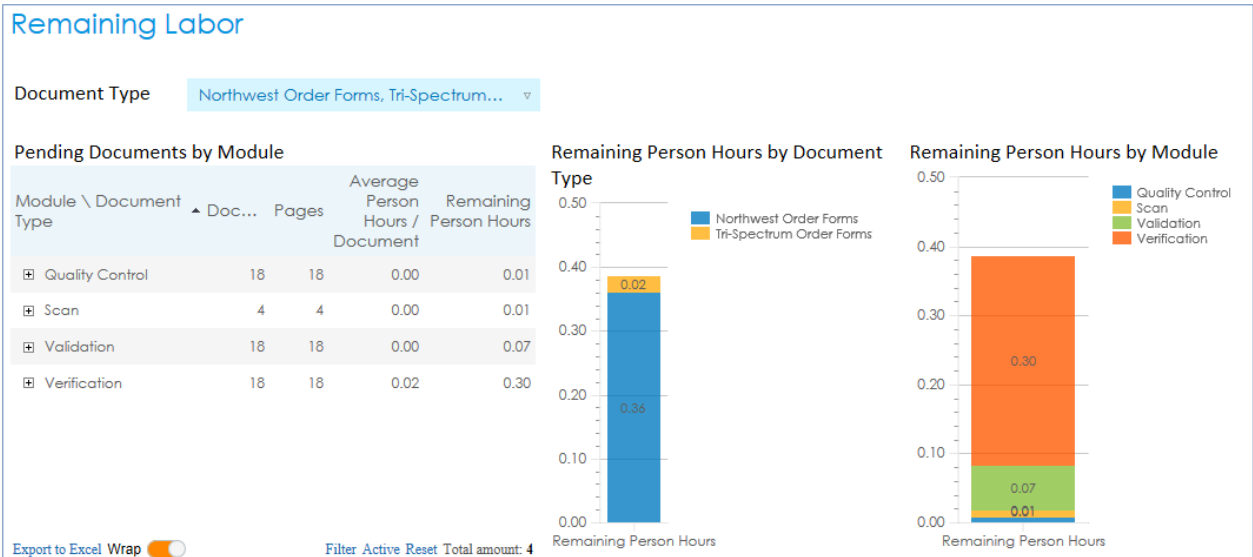 Remaining Labor
Document Type
Northwest Order Forms, Tri-Spectrum...
Pending Documents by Module
Module \ Document Type Doc... Pages Average Person Hours / Document Remaining Person Hours
Quality Control 18 18 0.00 0.01
Scan 4 4 0.00 0.01
Validation 18 18 0.00 0.07
Verification 18 18 0.02 0.30
Export to Excel Wrap Filter Active Reset Total amount: 4
Remaining Person Hours by Document
Type
0.50
Northwest Order Forms
Tri-Spectrum Order Forms
0.40
0.02
0.30
0.20
0.36
0.10
0.00
Remaining Person Hours
Remaining Person Hours by Module
0.50
Quality Control
Scan
Validation
Verification
0.40
0.30
0.30
0.20
0.10
0.07
0.01
0.00
Remaining Person Hours